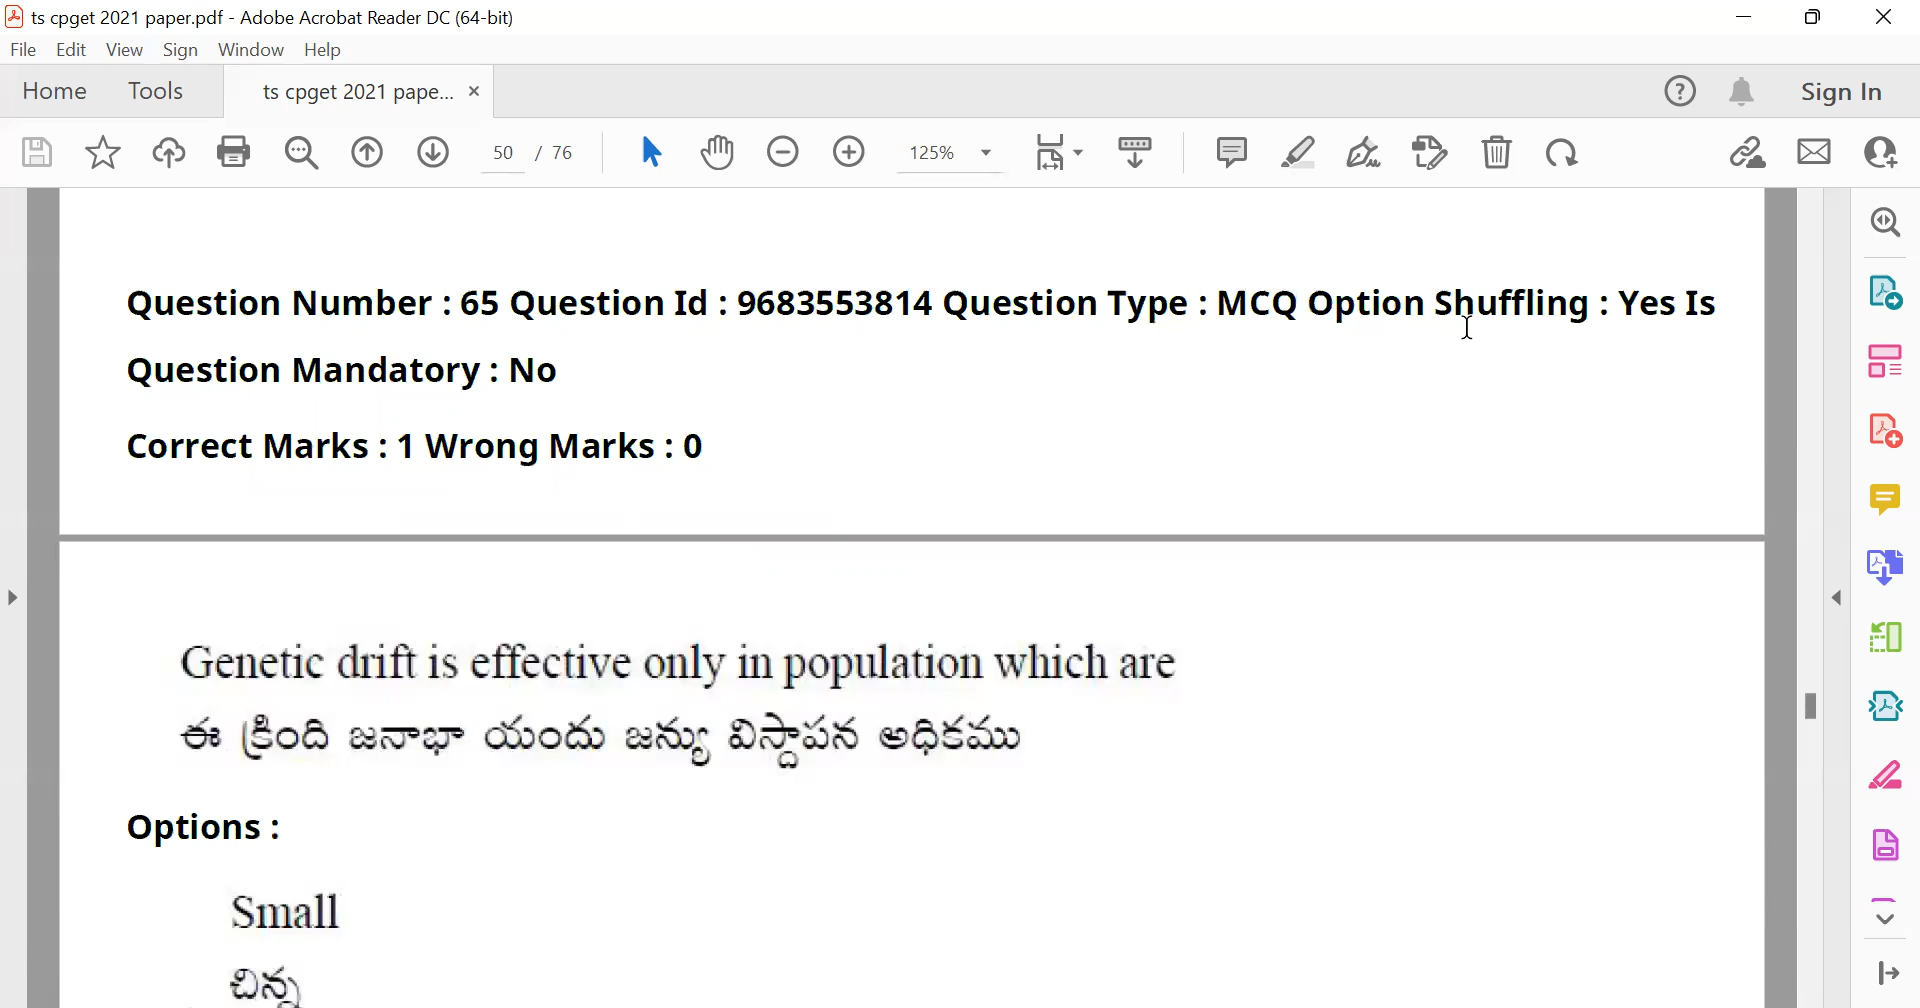 ts cpget 2021 paper.pdf - Adobe Acrobat Reader DC (64-bit)
File Edit View Sign Window Help
Home Tools ts cpget 2021 pape... × Sign In
50 / 76 125%
Question Number : 65 Question Id : 9683553814 Question Type : MCQ Option Shuffling : Yes Is
Question Mandatory : No
Correct Marks : 1 Wrong Marks : 0
Genetic drift is effective only in population which are
ఈ క్రింది జనాభా యందు జన్యు విస్థాపన అధికము
Options :
Small
చిన్న